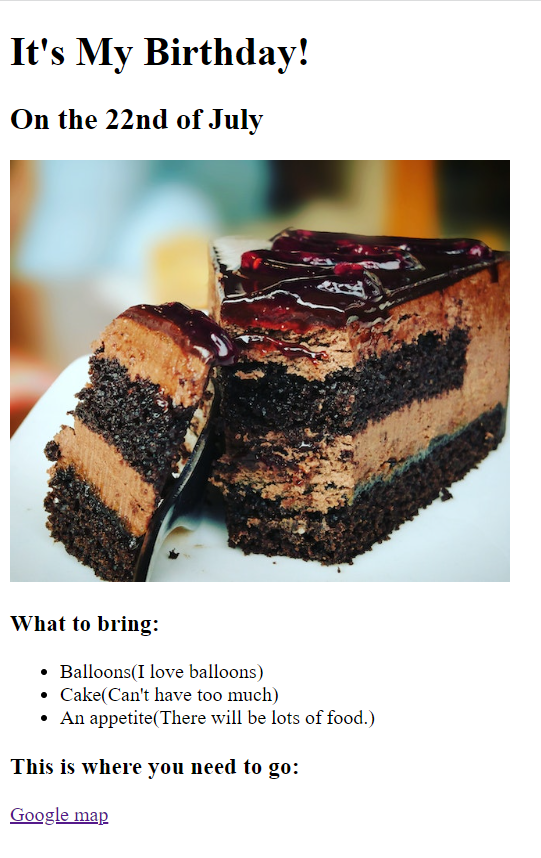 It's My Birthday!
On the 22nd of July
What to bring:
Balloons(I love balloons)
Cake(Can't have too much)
An appetite(There will be lots of food.)
This is where you need to go:
Google map